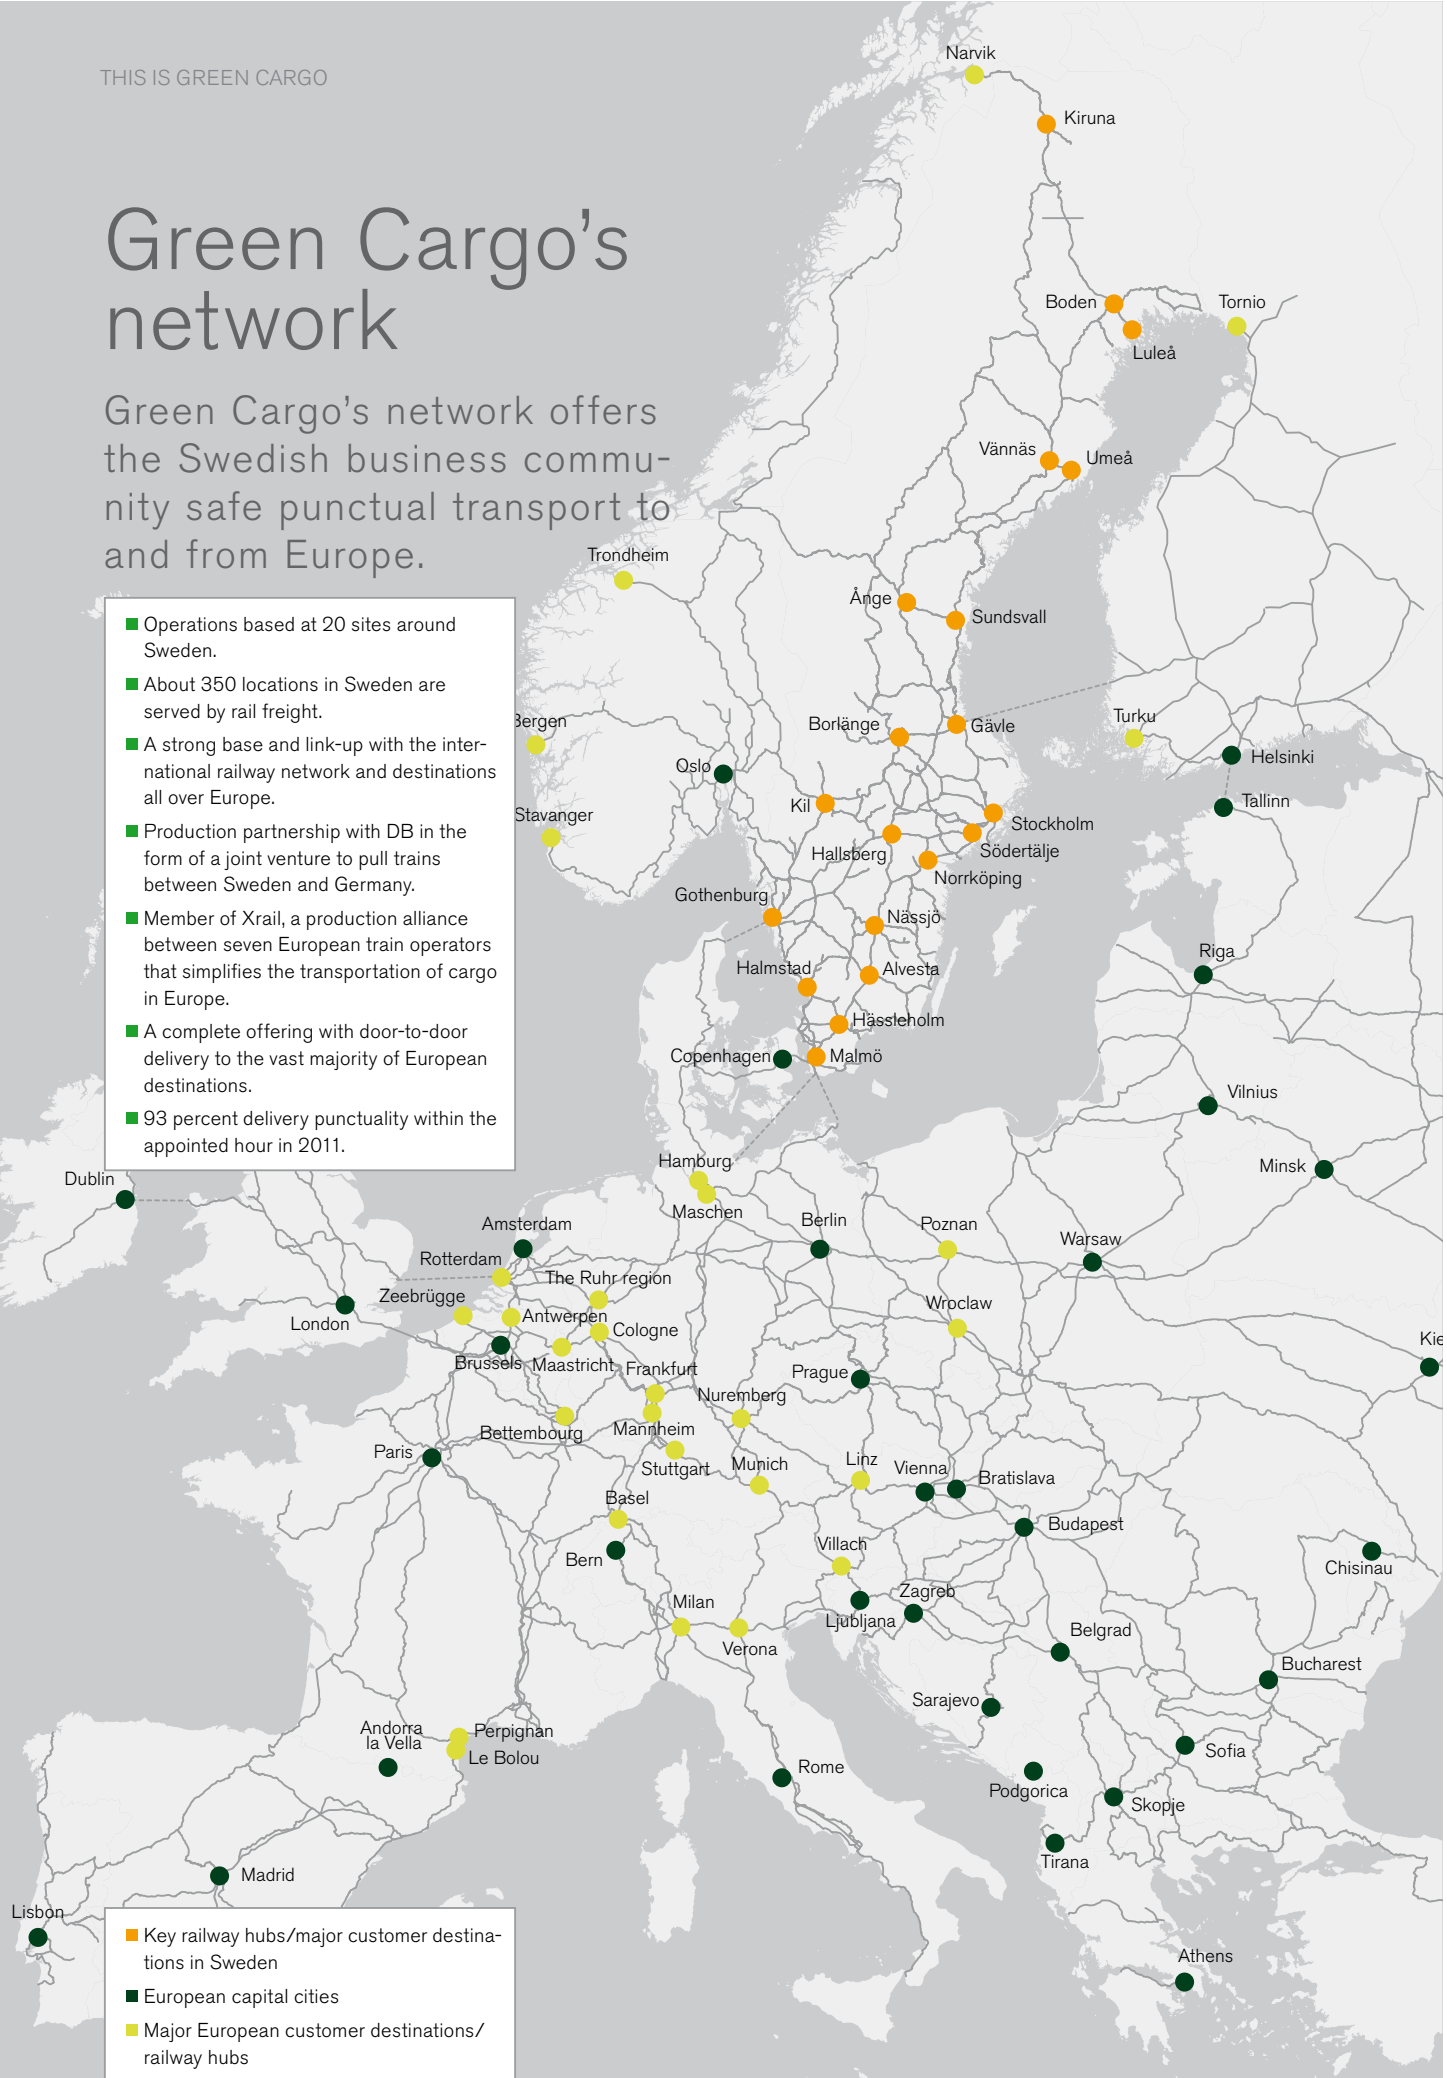 THIS IS GREEN CARGO
Green Cargo’s
network
Green Cargo’s network offers
the Swedish business commu-
nity safe punctual transport to
and from Europe.
Operations based at 20 sites around
Sweden.
About 350 locations in Sweden are
served by rail freight.
A strong base and link-up with the inter-
national railway network and destinations
all over Europe.
Production partnership with DB in the
form of a joint venture to pull trains
between Sweden and Germany.
Member of Xrail, a production alliance
between seven European train operators
that simplifies the transportation of cargo
in Europe.
A complete offering with door-to-door
delivery to the vast majority of European
destinations.
93 percent delivery punctuality within the
appointed hour in 2011.
Narvik
Kiruna
Boden
Tornio
Luleå
Vännäs
Umeå
Trondheim
Ånge
Sundsvall
Bergen
Borlänge
Gävle
Turku
Helsinki
Oslo
Tallinn
Kil
Stavanger
Stockholm
Hallsberg
Södertälje
Norrköping
Gothenburg
Nässjö
Riga
Halmstad
Alvesta
Hässleholm
Copenhagen
Malmö
Vilnius
Hamburg
Minsk
Dublin
Maschen
Amsterdam
Berlin
Poznan
Warsaw
Rotterdam
The Ruhr region
Zeebrügge
Wroclaw
London
Antwerpen
Cologne
Kie
Brussels
Maastricht
Frankfurt
Prague
Nuremberg
Bettembourg
Mannheim
Paris
Stuttgart
Munich
Linz
Vienna
Bratislava
Basel
Budapest
Villach
Bern
Chisinau
Zagreb
Milan
Ljubljana
Belgrad
Verona
Bucharest
Sarajevo
Andorra
la Vella
Perpignan
Le Bolou
Sofia
Rome
Podgorica
Skopje
Tirana
Madrid
Lisbon
Athens
Key railway hubs/major customer destina-
tions in Sweden
European capital cities
Major European customer destinations/
railway hubs